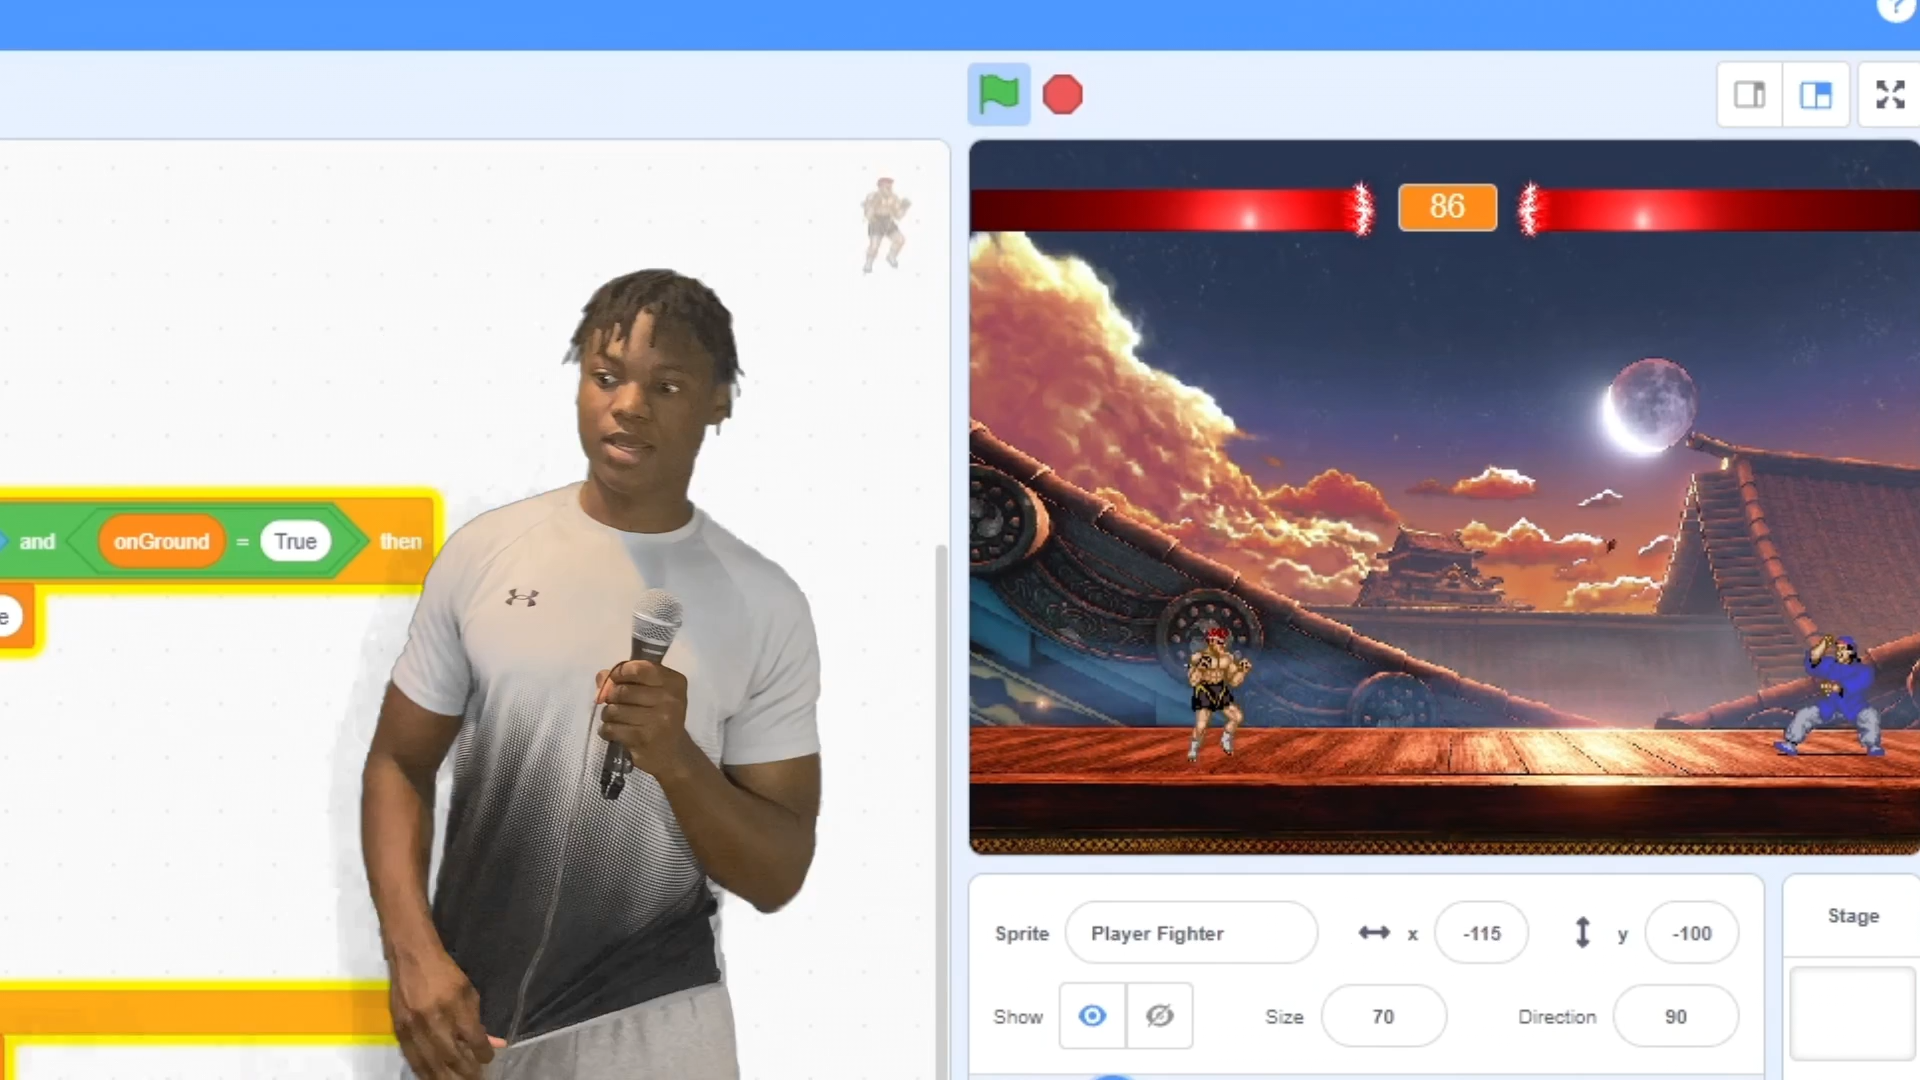 ?
86
and onGround = True then
e
Sprite Player Fighter x -115 y -100
Show Size 70 Direction 90
Stage